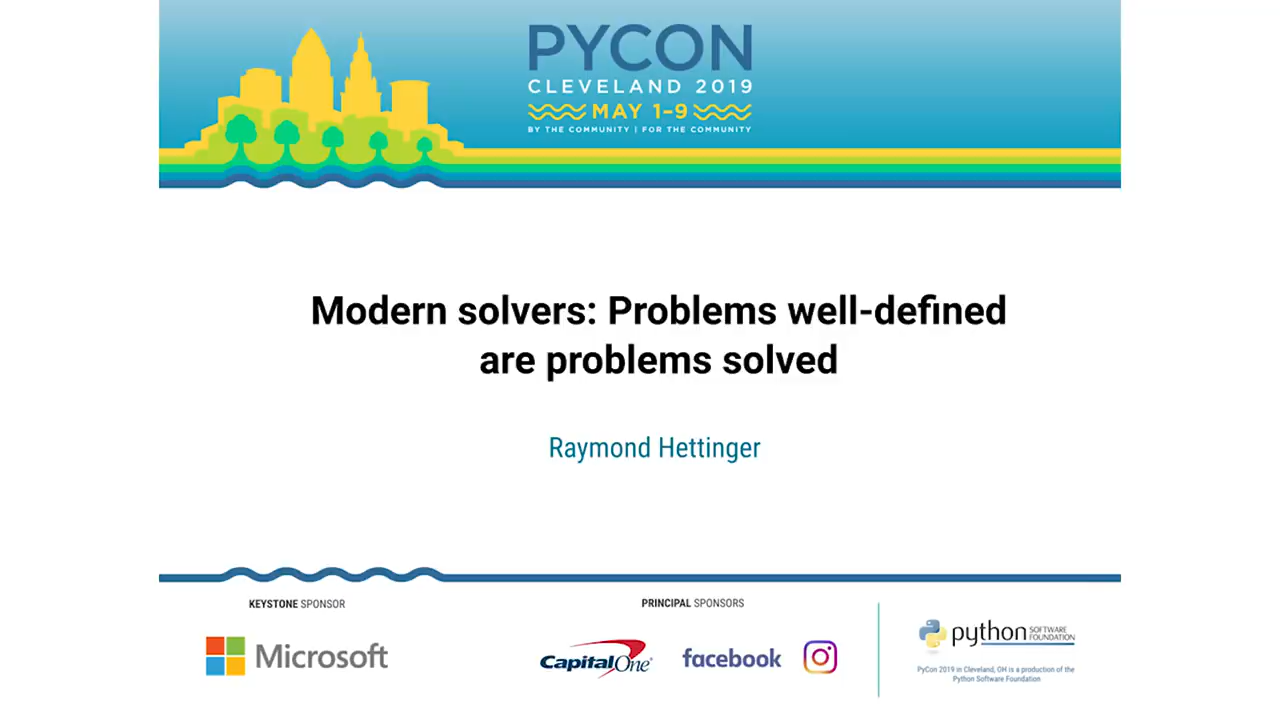 PYCON
CLEVELAND 2019
MAY 1-9
BY THE COMMUNITY | FOR THE COMMUNITY
Modern solvers: Problems well-defined
are problems solved
Raymond Hettinger
KEYSTONE SPONSOR
PRINCIPAL SPONSORS
Microsoft
Capital One
facebook
python SOFTWARE FOUNDATION
PyCon 2019 in Cleveland, OH is a production of the
Python Software Foundation